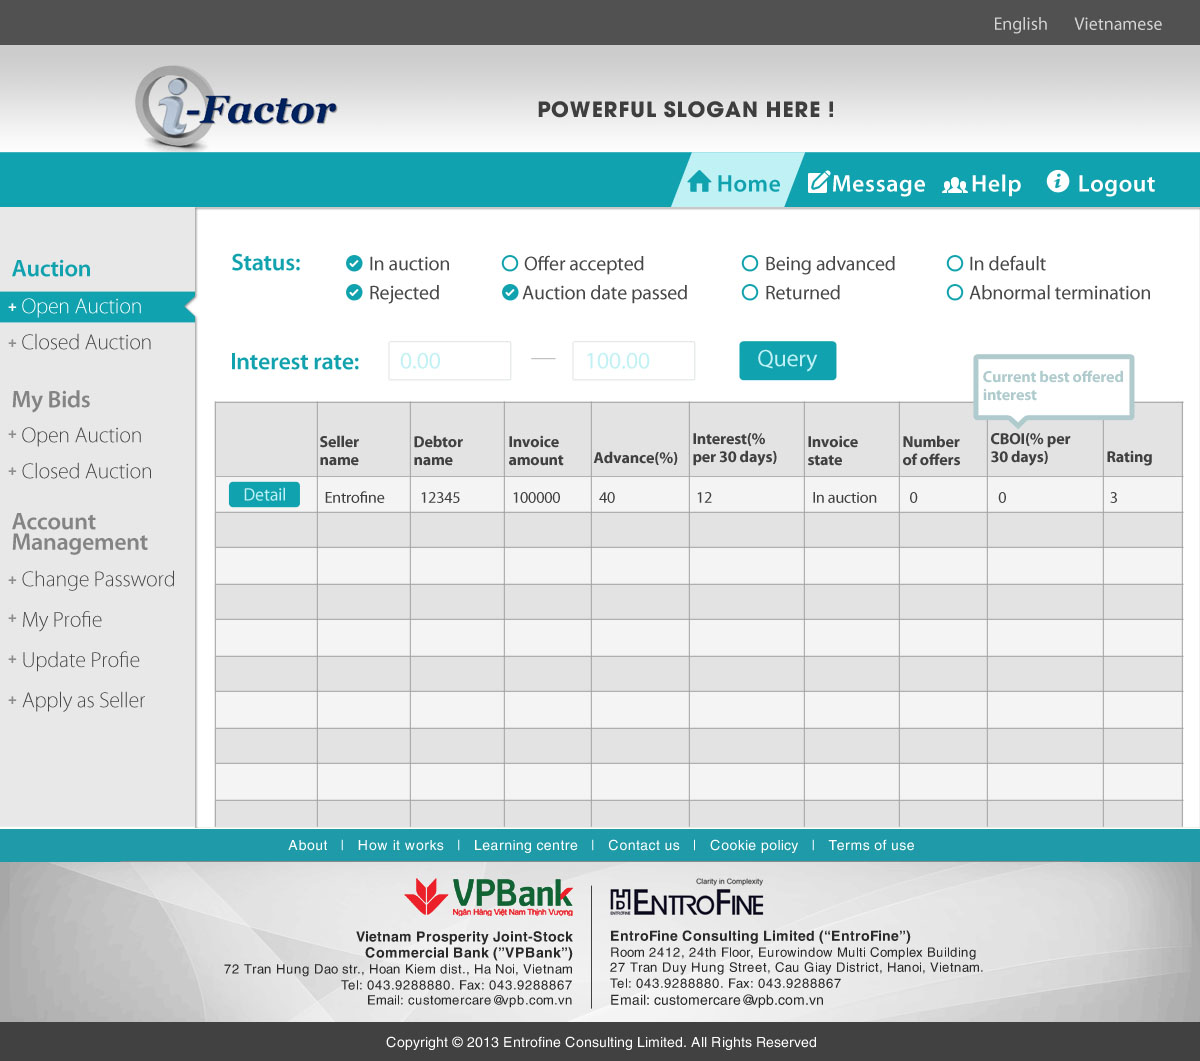 English Vietnamese
i-Factor
POWERFUL SLOGAN HERE !
Home Message Help Logout
Auction
+ Open Auction
+ Closed Auction
My Bids
+ Open Auction
+ Closed Auction
Account
Management
+ Change Password
+ My Profie
+ Update Profie
+ Apply as Seller
Status: In auction Offer accepted Being advanced In default
Rejected Auction date passed Returned Abnormal termination
Interest rate: 0.00 — 100.00 Query
Current best offered
interest
Seller name Debtor name Invoice amount Advance(%) Interest(% per 30 days) Invoice state Number of offers CBOI(% per 30 days) Rating
Detail Entrofine 12345 100000 40 12 In auction 0 0 3
About | How it works | Learning centre | Contact us | Cookie policy | Terms of use
VPBank
Ngân Hàng Việt Nam Thịnh Vượng
Vietnam Prosperity Joint-Stock
Commercial Bank (”VPBank”)
72 Tran Hung Dao str., Hoan Kiem dist., Ha Noi, Vietnam
Tel: 043.9288880. Fax: 043.9288867
Email: customercare@vpb.com.vn
Clarity in Complexity
ENTROFINE
EntroFine Consulting Limited (“EntroFine”)
Room 2412, 24th Floor, Eurowindow Multi Complex Building
27 Tran Duy Hung Street, Cau Giay District, Hanoi, Vietnam.
Tel: 043.9288880. Fax: 043.9288867
Email: customercare@vpb.com.vn
Copyright © 2013 Entrofine Consulting Limited. All Rights Reserved